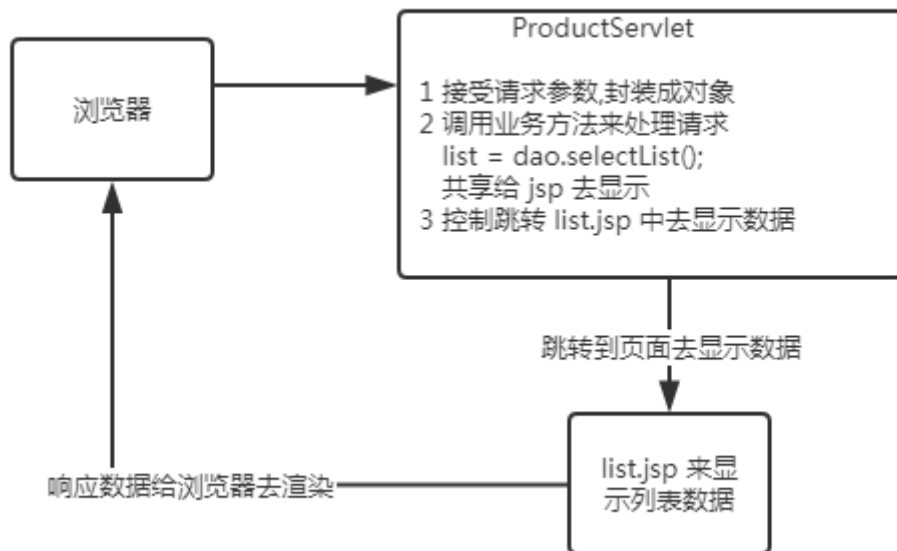 ProductServlet
浏览器
1 接受请求参数,封装成对象
2 调用业务方法来处理请求
list = dao.selectList();
共享给 jsp 去显示
3 控制跳转 list.jsp 中去显示数据
跳转到页面去显示数据
list.jsp 来显
示列表数据
响应数据给浏览器去渲染